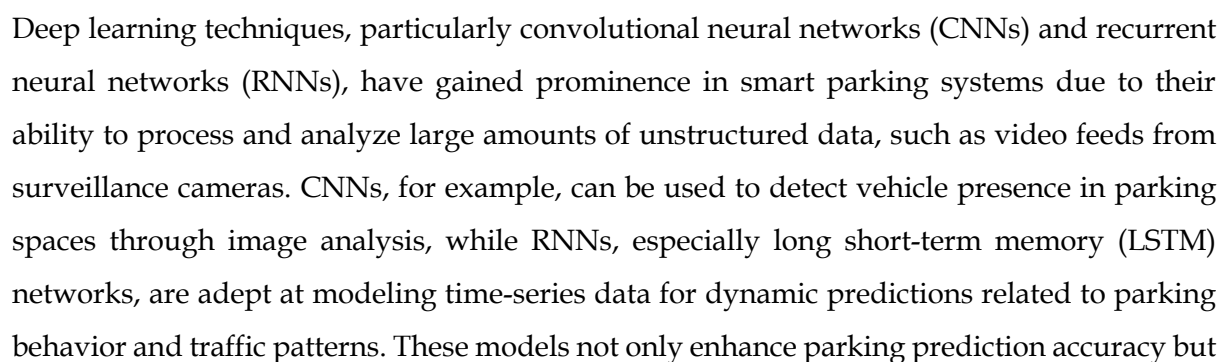 Deep learning techniques, particularly convolutional neural networks (CNNs) and recurrent
neural networks (RNNs), have gained prominence in smart parking systems due to their
ability to process and analyze large amounts of unstructured data, such as video feeds from
surveillance cameras. CNNs, for example, can be used to detect vehicle presence in parking
spaces through image analysis, while RNNs, especially long short-term memory (LSTM)
networks, are adept at modeling time-series data for dynamic predictions related to parking
behavior and traffic patterns. These models not only enhance parking prediction accuracy but